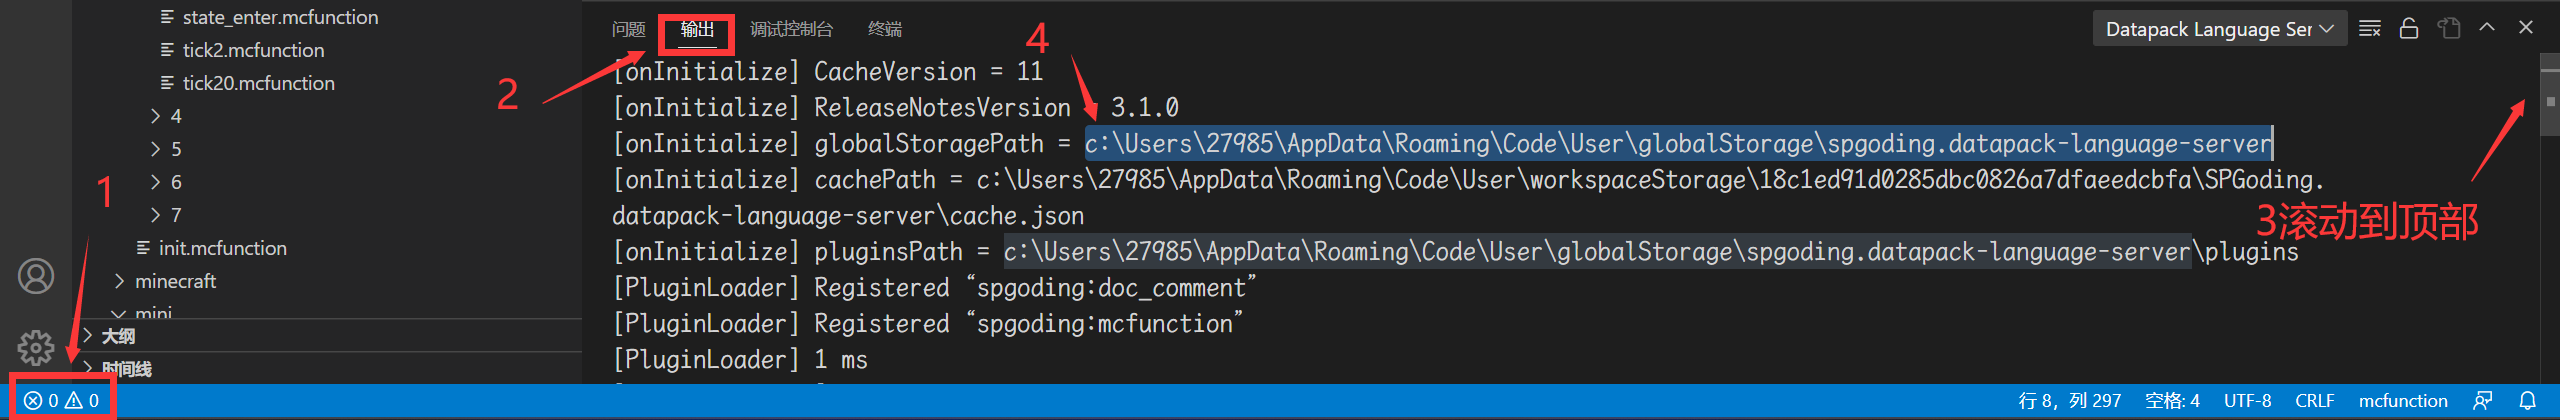 state_enter.mcfunction
tick2.mcfunction
tick20.mcfunction
4
5
6
7
init.mcfunction
minecraft
mini
大纲
时间线
1
2
问题 输出 调试控制台 终端
4
Datapack Language Ser
[onInitialize] CacheVersion = 11
[onInitialize] ReleaseNotesVersion = 3.1.0
[onInitialize] globalStoragePath = c:\Users\27985\AppData\Roaming\Code\User\globalStorage\spgoding.datapack-language-server
[onInitialize] cachePath = c:\Users\27985\AppData\Roaming\Code\User\workspaceStorage\18c1ed91d0285dbc0826a7dfaeedcbfa\SPGoding.
datapack-language-server\cache.json
[onInitialize] pluginsPath = c:\Users\27985\AppData\Roaming\Code\User\globalStorage\spgoding.datapack-language-server\plugins
[PluginLoader] Registered “spgoding:doc_comment”
[PluginLoader] Registered “spgoding:mcfunction”
[PluginLoader] 1 ms
3滚动到顶部
0 0
行 8，列 297 空格: 4 UTF-8 CRLF mcfunction